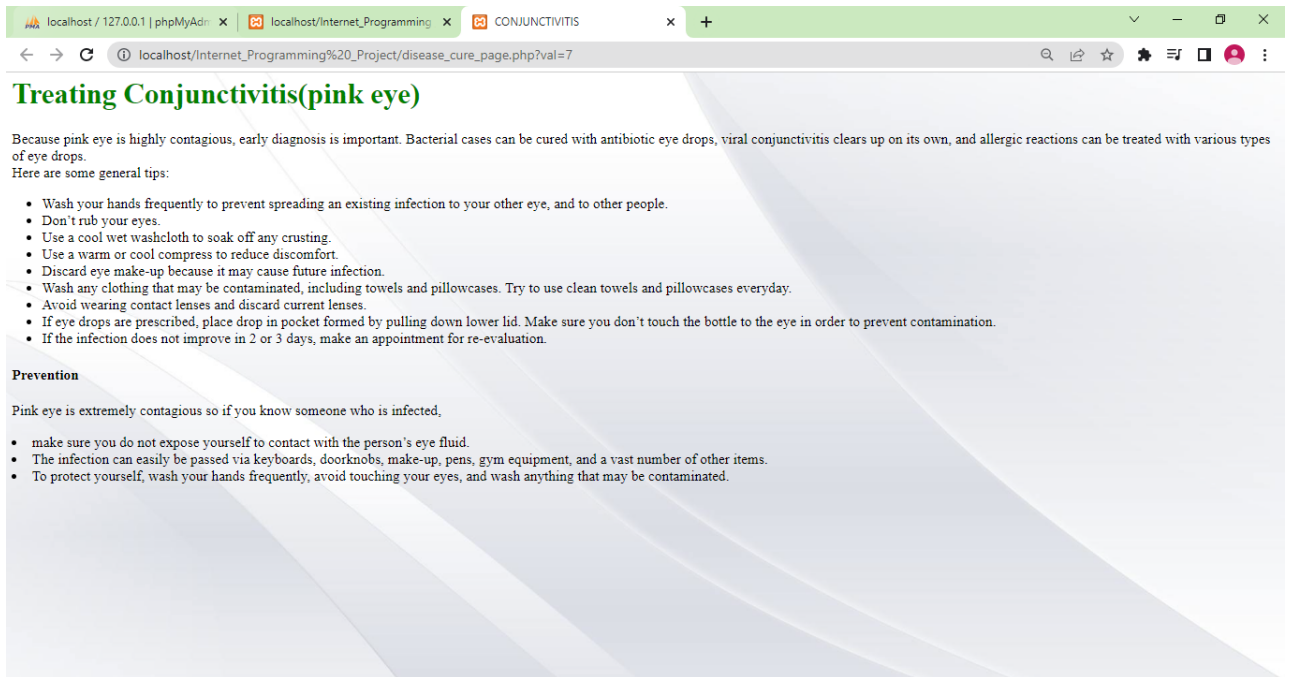 localhost / 127.0.0.1 | phpMyAdn
localhost/Internet_Programming
CONJUNCTIVITIS
localhost/Internet_Programming%20_Project/disease_cure_page.php?val=7
Treating Conjunctivitis(pink eye)
Because pink eye is highly contagious, early diagnosis is important. Bacterial cases can be cured with antibiotic eye drops, viral conjunctivitis clears up on its own, and allergic reactions can be treated with various types
of eye drops.
Here are some general tips:
• Wash your hands frequently to prevent spreading an existing infection to your other eye, and to other people.
• Don’t rub your eyes.
• Use a cool wet washcloth to soak off any crusting.
• Use a warm or cool compress to reduce discomfort.
• Discard eye make-up because it may cause future infection.
• Wash any clothing that may be contaminated, including towels and pillowcases. Try to use clean towels and pillowcases everyday.
• Avoid wearing contact lenses and discard current lenses.
• If eye drops are prescribed, place drop in pocket formed by pulling down lower lid. Make sure you don’t touch the bottle to the eye in order to prevent contamination.
• If the infection does not improve in 2 or 3 days, make an appointment for re-evaluation.
Prevention
Pink eye is extremely contagious so if you know someone who is infected,
• make sure you do not expose yourself to contact with the person’s eye fluid.
• The infection can easily be passed via keyboards, doorknobs, make-up, pens, gym equipment, and a vast number of other items.
• To protect yourself, wash your hands frequently, avoid touching your eyes, and wash anything that may be contaminated.